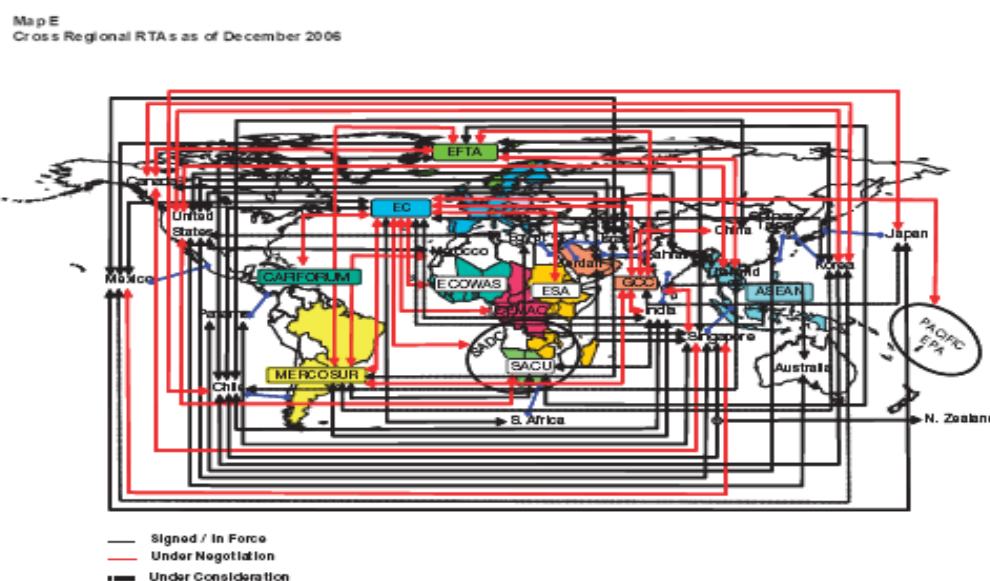 Map E
Cross Regional RTAs as of December 2006
EFTA
EC
United
States
China
Japan
Korea
Morocco
Jordan
Mexico
CARIFORUM
ECOWAS
ESA
GCC
ASEAN
India
Panama
Singapore
SADC
PACIFIC
EPA
SACU
Australia
MERCOSUR
Chile
S. Africa
N. Zealand
Signed / In Force
Under Negotiation
Under Consideration